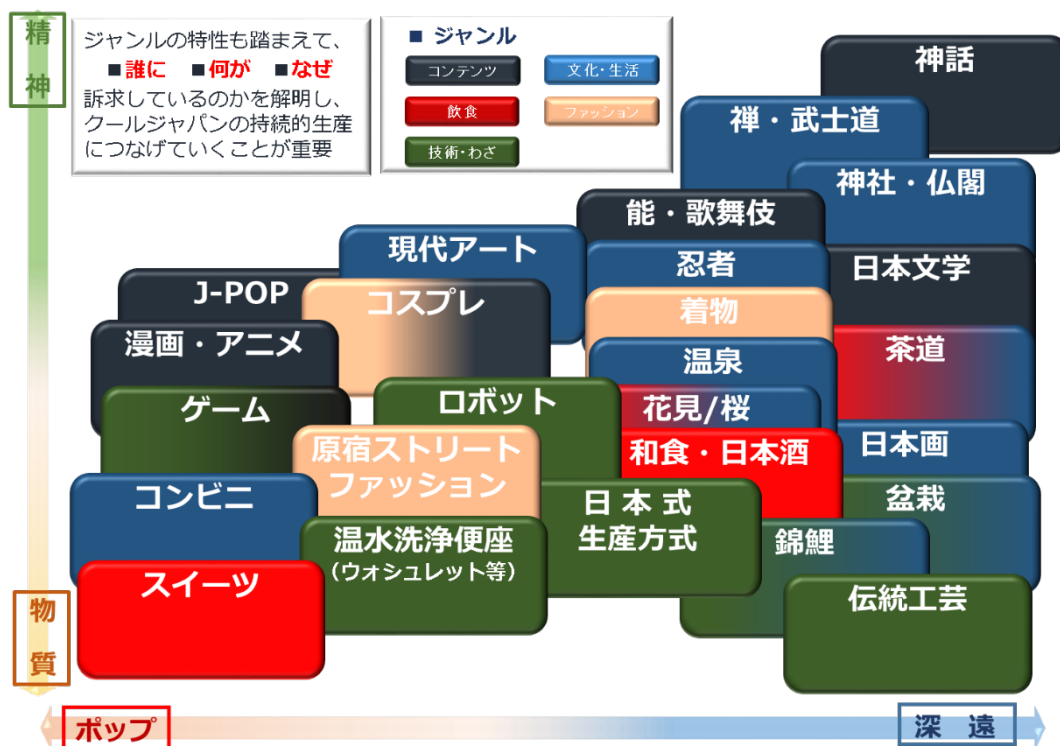 精神
ジャンルの特性も踏まえて、
■誰に ■何が ■なぜ
訴求しているのかを解明し、
クールジャパンの持続的生産
につなげていくことが重要
■ ジャンル
コンテンツ
文化・生活
飲食
ファッション
技術・わざ
神話
禅・武士道
神社・仏閣
能・歌舞伎
現代アート
忍者
日本文学
J-POP
コスプレ
着物
漫画・アニメ
温泉
茶道
ゲーム
ロボット
花見/桜
原宿ストリート
ファッション
和食・日本酒
日本画
コンビニ
日本式
生産方式
盆栽
温水洗浄便座
（ウォシュレット等）
錦鯉
スイーツ
伝統工芸
物質
ポップ
深遠